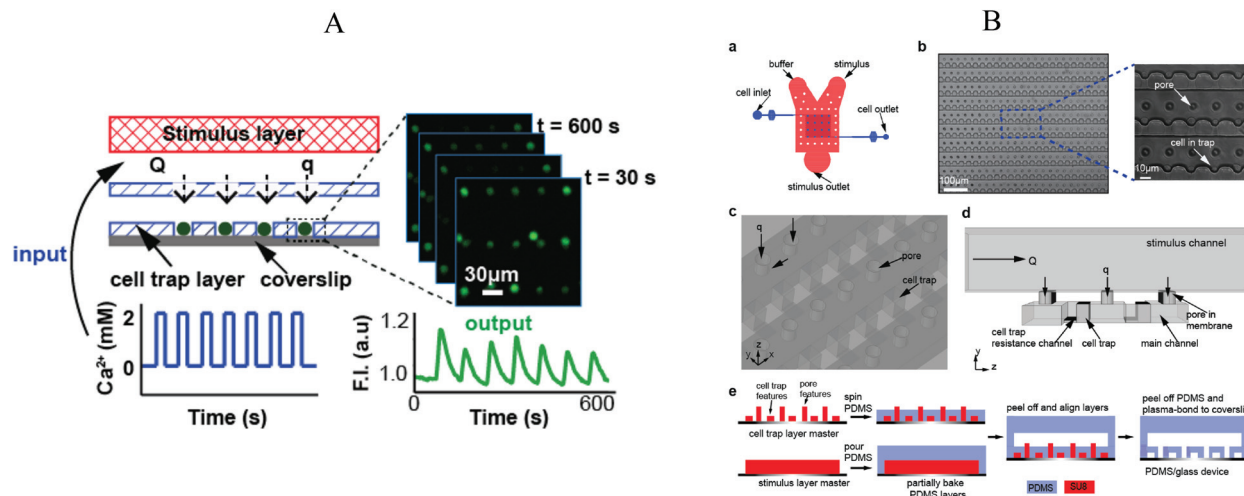 A
Stimulus layer
Q
q
input
cell trap layer
coverslip
t = 600 s
t = 30 s
30μm
2
0
Ca²⁺ (mM)
Time (s)
output
1.2
1.0
F.I. (a.u)
0
600
Time (s)
B
a
buffer
stimulus
cell inlet
cell outlet
stimulus outlet
b
100μm
pore
cell in trap
10μm
c
q
pore
cell trap
z
y
x
d
stimulus channel
Q
q
cell trap
resistance channel
cell trap
main channel
pore in
membrane
y
z
e
cell trap
features
pore
features
cell trap layer master
spin
PDMS
stimulus layer master
pour
PDMS
partially bake
PDMS layers
peel off and align layers
PDMS
SU8
peel off PDMS and
plasma-bond to coversli
PDMS/glass device